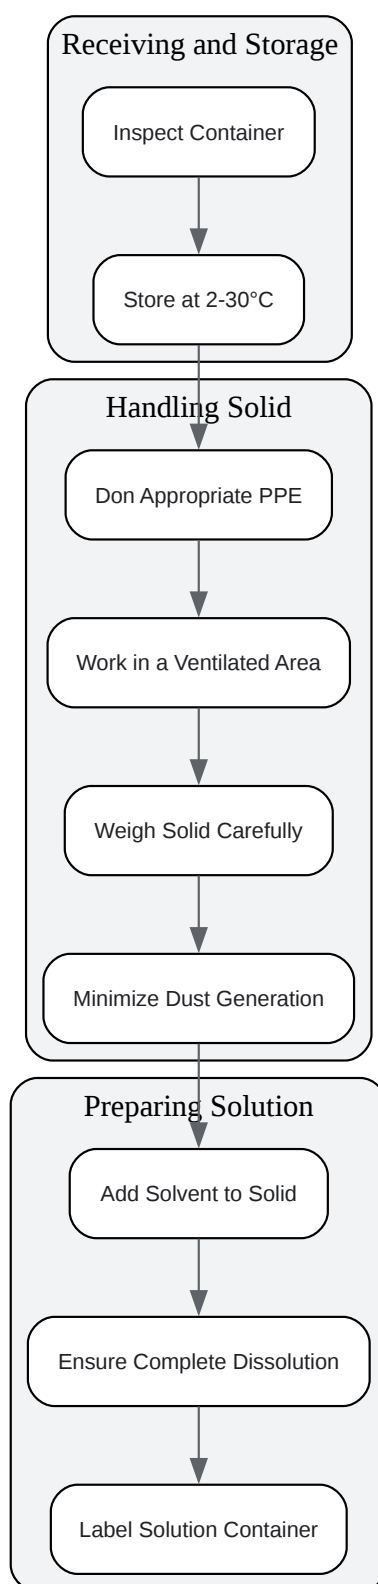 Receiving and Storage
Inspect Container
Store at 2-30°C
Handling Solid
Don Appropriate PPE
Work in a Ventilated Area
Weigh Solid Carefully
Minimize Dust Generation
Preparing Solution
Add Solvent to Solid
Ensure Complete Dissolution
Label Solution Container